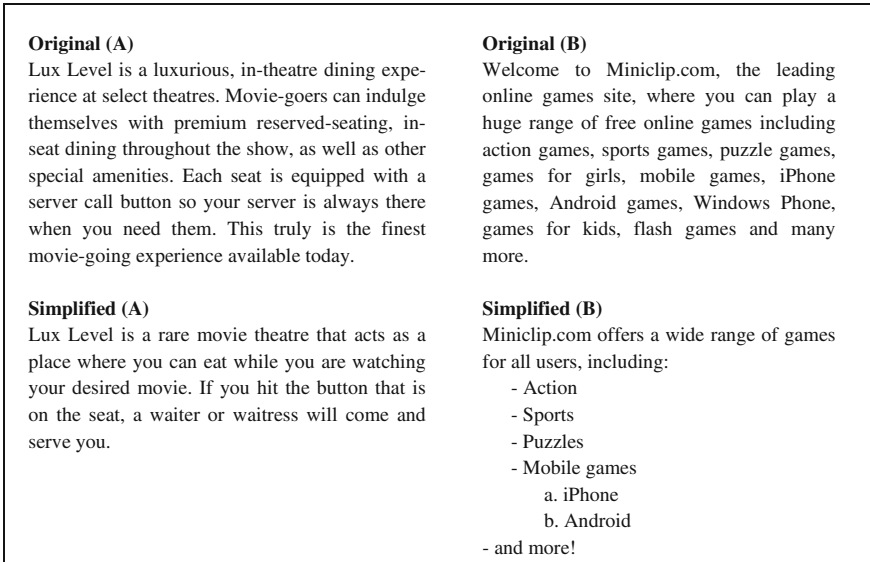 Original (A)
Lux Level is a luxurious, in-theatre dining expe-
rience at select theatres. Movie-goers can indulge
themselves with premium reserved-seating, in-
seat dining throughout the show, as well as other
special amenities. Each seat is equipped with a
server call button so your server is always there
when you need them. This truly is the finest
movie-going experience available today.
Simplified (A)
Lux Level is a rare movie theatre that acts as a
place where you can eat while you are watching
your desired movie. If you hit the button that is
on the seat, a waiter or waitress will come and
serve you.
Original (B)
Welcome to Miniclip.com, the leading
online games site, where you can play a
huge range of free online games including
action games, sports games, puzzle games,
games for girls, mobile games, iPhone
games, Android games, Windows Phone,
games for kids, flash games and many
more.
Simplified (B)
Miniclip.com offers a wide range of games
for all users, including:
- Action
- Sports
- Puzzles
- Mobile games
a. iPhone
b. Android
- and more!